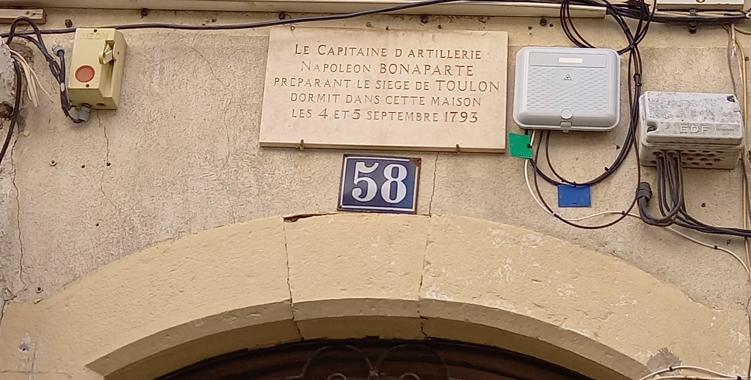 LE CAPITAINE D ARTILLERIE
NAPOLEON BONAPARTE
PREPARANT LE SIEGE DE TOULON
DORMIT DANS CETTE MAISON
LES 4 ET 5 SEPTEMBRE 1793
58
EDF